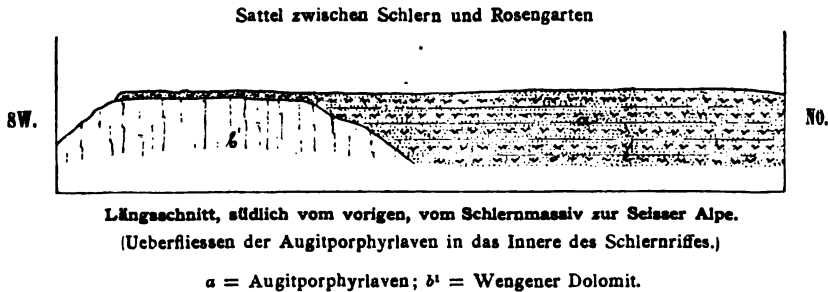 Sattel zwischen Schlern und Rosengarten
SW.
NO.
a
b'
Längsschnitt, südlich vom vorigen, vom Schlernmassiv zur Seisser Alpe.
(Ueberfliessen der Augitporphyrlaven in das Innere des Schlernriffes.)
a = Augitporphyrlaven; b¹ = Wengener Dolomit.